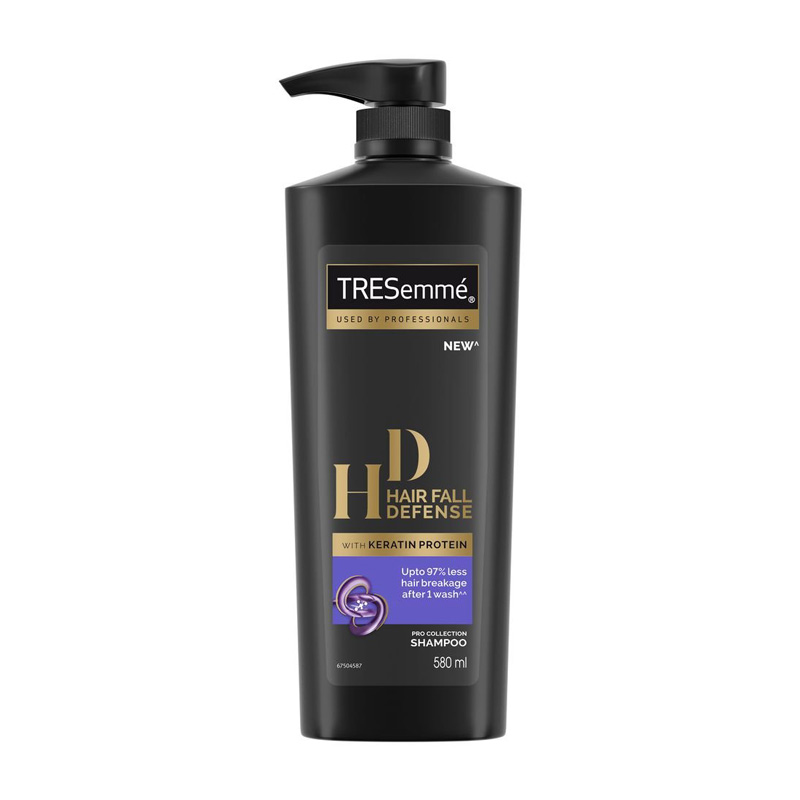 TRESemmé®
USED BY PROFESSIONALS
NEW^
HD
HAIR FALL
DEFENSE
WITH KERATIN PROTEIN
Upto 97% less
hair breakage
after 1 wash^^
PRO COLLECTION
SHAMPOO
67504587
580 ml